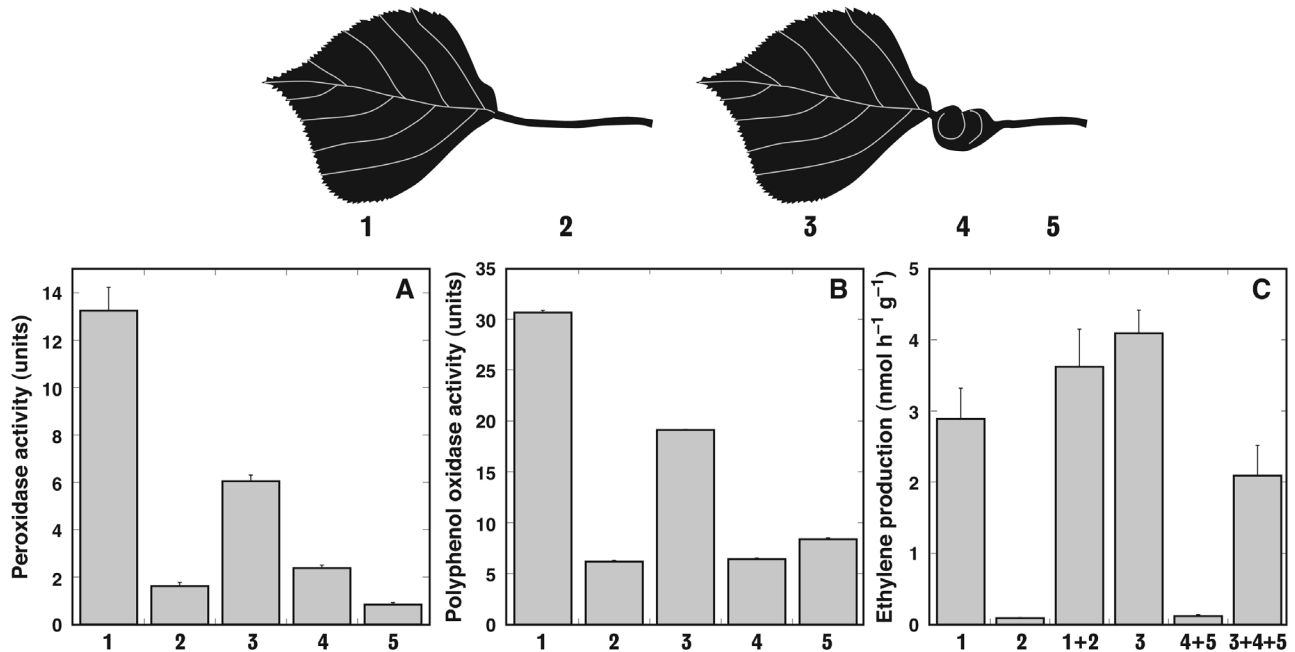 1 2 3 4 5
A
Peroxidase activity (units)
14
12
10
8
6
4
2
0
1 2 3 4 5
B
Polyphenol oxidase activity (units)
35
30
25
20
15
10
5
0
1 2 3 4 5
C
Ethylene production (nmol h⁻¹ g⁻¹)
5
4
3
2
1
0
1 2 1+2 3 4+5 3+4+5